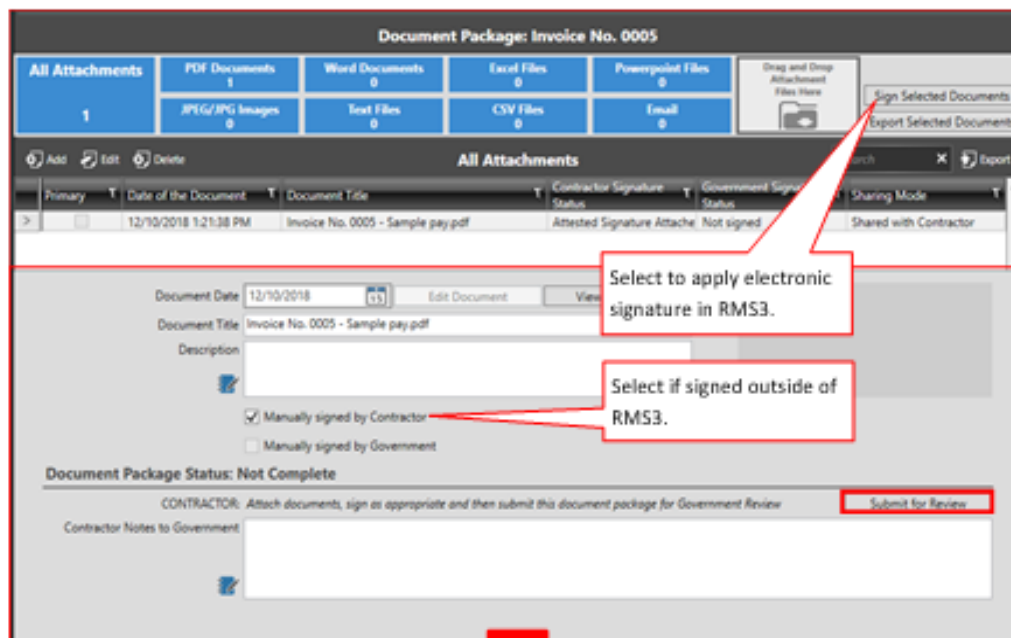 Document Package: Invoice No. 0005
All Attachments
1
PDF Documents
1
Word Documents
0
Excel Files
0
Powerpoint Files
0
JPEG/JPG Images
0
Text Files
0
CSV Files
0
Email
0
Drag and Drop
Attachment
Files Here
Sign Selected Documents
Export Selected Document
Add Edit Delete
All Attachments
Export
Primary
Date of the Document
Document Title
Contractor Signature
Status
Government Signa
Status
Sharing Mode
12/10/2018 1:21:38 PM
Invoice No. 0005 - Sample pay.pdf
Attested Signature Attache
Not signed
Shared with Contractor
Select to apply electronic
signature in RMS3.
Document Date 12/10/2018 15 Edit Document View
Document Title Invoice No. 0005 - Sample pay.pdf
Description
Select if signed outside of
RMS3.
Manually signed by Contractor
Manually signed by Government
Document Package Status: Not Complete
CONTRACTOR: Attach documents, sign as appropriate and then submit this document package for Government Review
Submit for Review
Contractor Notes to Government